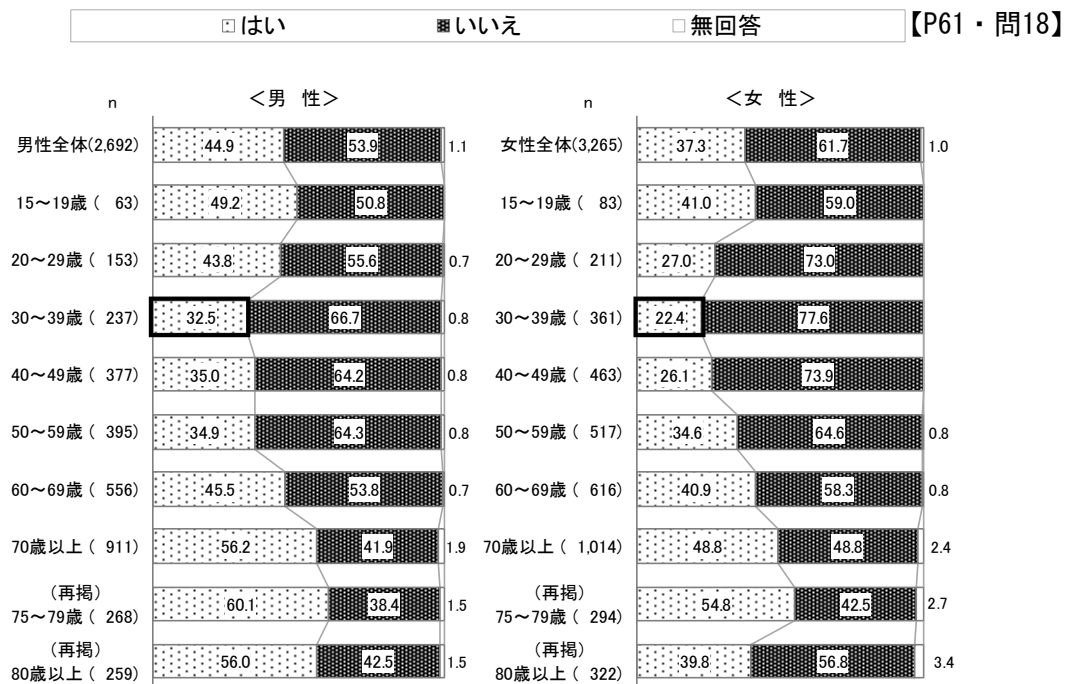 はい いいえ 無回答 【P61・問18】
n ＜男 性＞
男性全体(2,692) 44.9 53.9 1.1
15～19歳 ( 63) 49.2 50.8
20～29歳 ( 153) 43.8 55.6 0.7
30～39歳 ( 237) 32.5 66.7 0.8
40～49歳 ( 377) 35.0 64.2 0.8
50～59歳 ( 395) 34.9 64.3 0.8
60～69歳 ( 556) 45.5 53.8 0.7
70歳以上 ( 911) 56.2 41.9 1.9
(再掲)
75～79歳 ( 268) 60.1 38.4 1.5
(再掲)
80歳以上 ( 259) 56.0 42.5 1.5
n ＜女 性＞
女性全体(3,265) 37.3 61.7 1.0
15～19歳 ( 83) 41.0 59.0
20～29歳 ( 211) 27.0 73.0
30～39歳 ( 361) 22.4 77.6
40～49歳 ( 463) 26.1 73.9
50～59歳 ( 517) 34.6 64.6 0.8
60～69歳 ( 616) 40.9 58.3 0.8
70歳以上 ( 1,014) 48.8 48.8 2.4
(再掲)
75～79歳 ( 294) 54.8 42.5 2.7
(再掲)
80歳以上 ( 322) 39.8 56.8 3.4